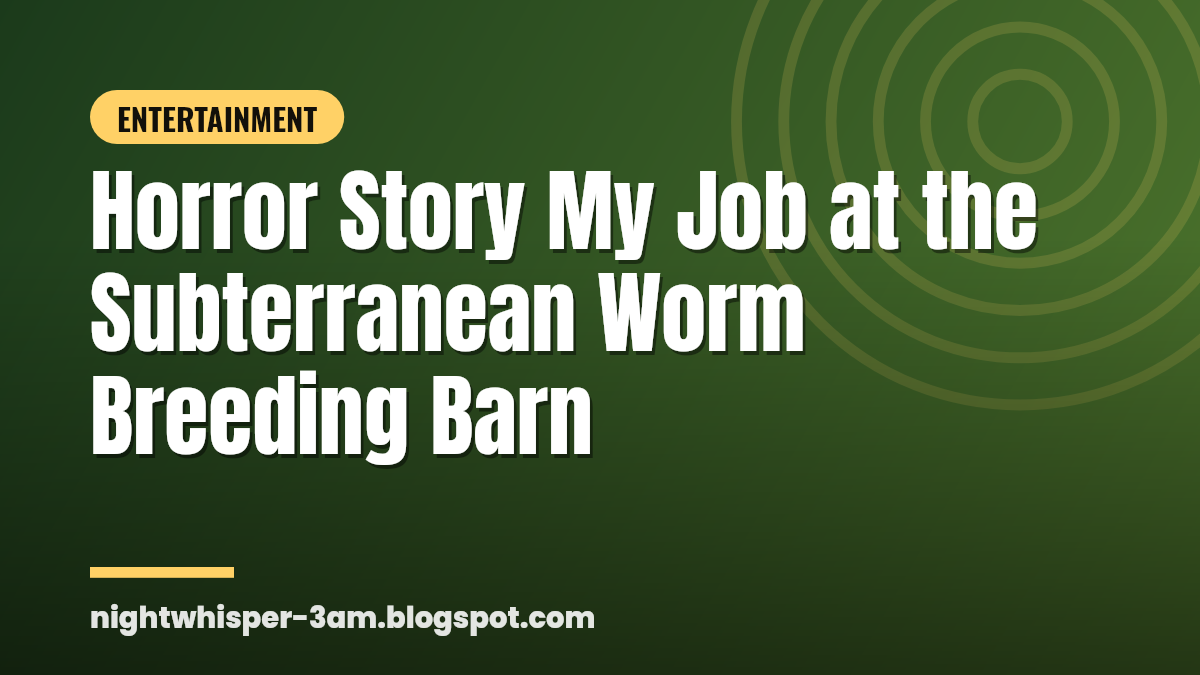 ENTERTAINMENT
Horror Story My Job at the
Subterranean Worm
Breeding Barn
nightwhisper-3am.blogspot.com